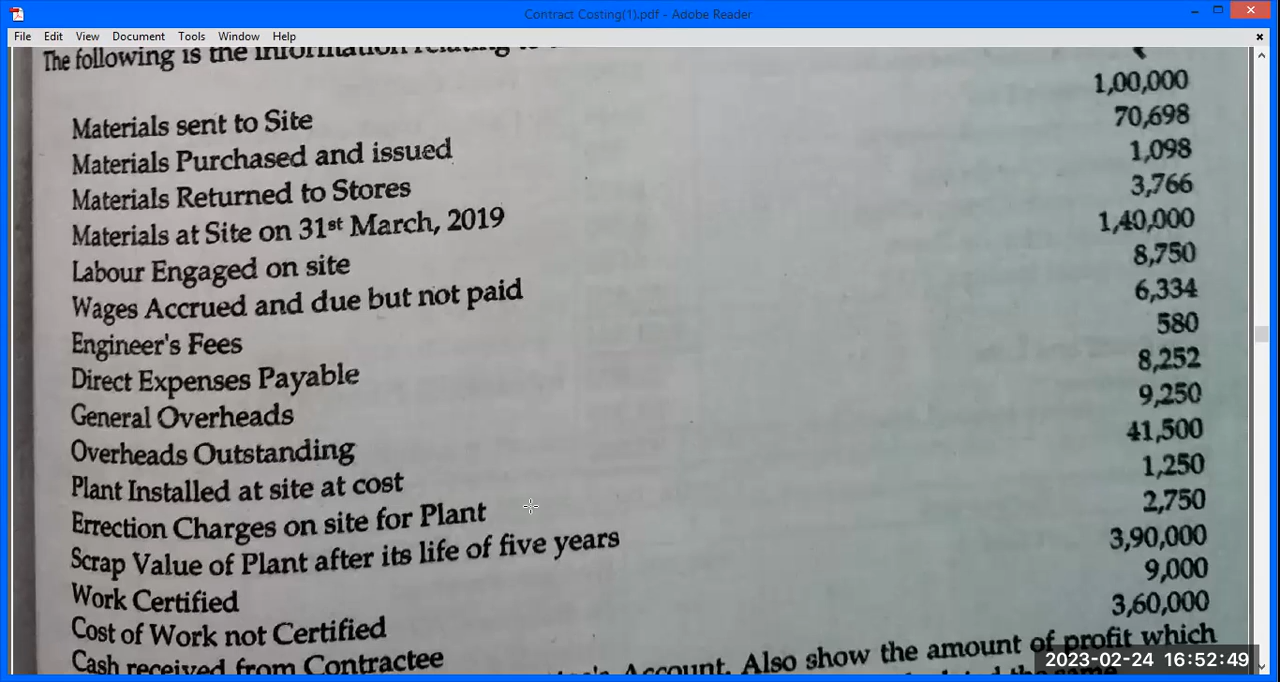 Contract Costing(1).pdf - Adobe Reader
File Edit View Document Tools Window Help
The following is the information relating to
₹
Materials sent to Site 1,00,000
Materials Purchased and issued 70,698
Materials Returned to Stores 1,098
Materials at Site on 31st March, 2019 3,766
Labour Engaged on site 1,40,000
Wages Accrued and due but not paid 8,750
Engineer's Fees 6,334
Direct Expenses Payable 580
General Overheads 8,252
Overheads Outstanding 9,250
Plant Installed at site at cost 41,500
Errection Charges on site for Plant 1,250
Scrap Value of Plant after its life of five years 2,750
Work Certified 3,90,000
Cost of Work not Certified 9,000
Cash received from Contractee 3,60,000
Account. Also show the amount of profit which
2023-02-24 16:52:49